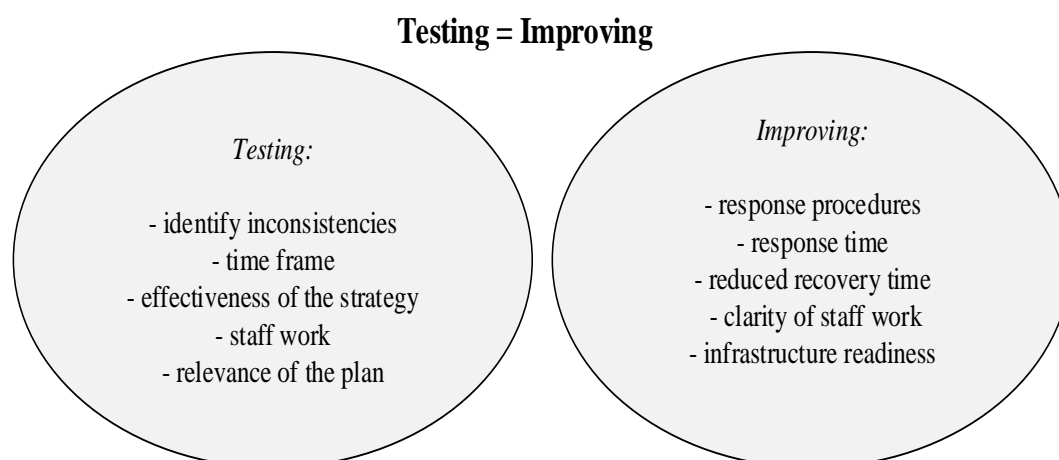 Testing = Improving
Testing:
- identify inconsistencies
- time frame
- effectiveness of the strategy
- staff work
- relevance of the plan
Improving:
- response procedures
- response time
- reduced recovery time
- clarity of staff work
- infrastructure readiness